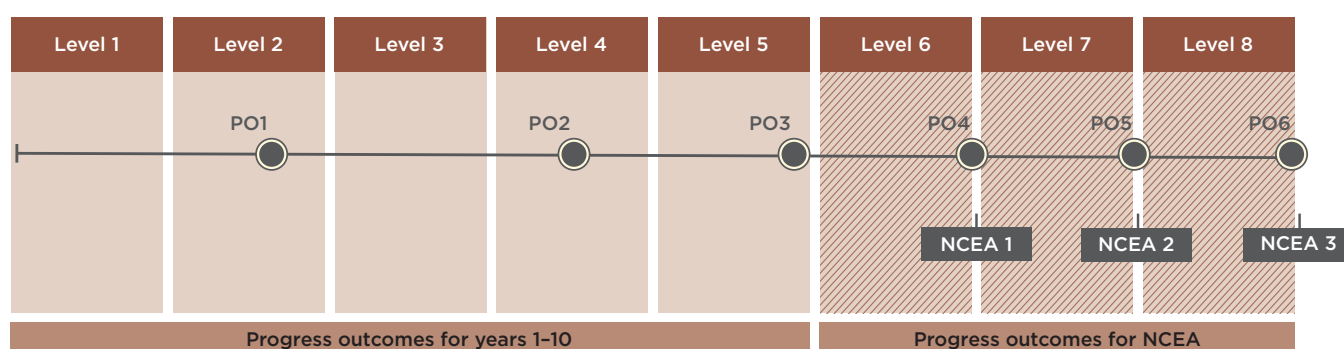 Level 1 Level 2 Level 3 Level 4 Level 5 Level 6 Level 7 Level 8
PO1 PO2 PO3 PO4 PO5 PO6
NCEA 1 NCEA 2 NCEA 3
Progress outcomes for years 1–10 Progress outcomes for NCEA